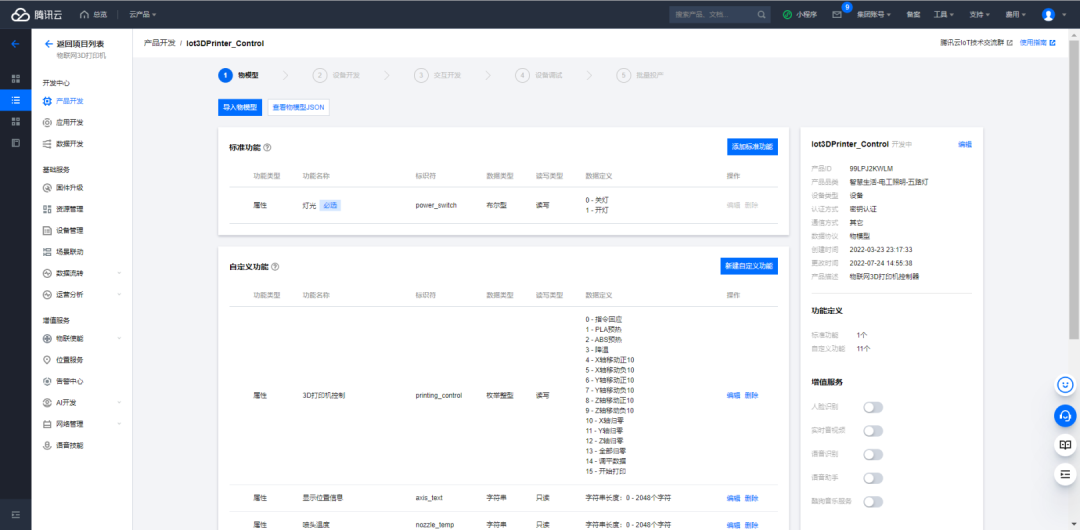 腾讯云 总览 云产品 搜索产品、文档... 9 小程序 集团账号 备案 工具 支持 费用
返回项目列表
物联网3D打印机
开发中心
产品开发
应用开发
数据开发
基础服务
固件升级
资源管理
设备管理
场景联动
数据流转
运营分析
增值服务
物联使能
位置服务
告警中心
AI开发
网络管理
语音技能
产品开发 / Iot3DPrinter_Control 腾讯云IoT技术交流群 使用指南
1 物模型 2 设备开发 3 交互开发 4 设备调试 5 批量投产
导入物模型 查看物模型JSON
标准功能 添加标准功能
功能类型 功能名称 标识符 数据类型 读写类型 数据定义 操作
属性 灯光 必选 power_switch 布尔型 读写 0 - 关灯 编辑 删除
1 - 开灯
自定义功能 新建自定义功能
功能类型 功能名称 标识符 数据类型 读写类型 数据定义 操作
属性 3D打印机控制 printing_control 枚举整型 读写 编辑 删除
0 - 指令回应
1 - PLA预热
2 - ABS预热
3 - 降温
4 - X轴移动正10
5 - X轴移动负10
6 - Y轴移动正10
7 - Y轴移动负10
8 - Z轴移动正10
9 - Z轴移动负10
10 - X归零
11 - Y轴归零
12 - Z轴归零
13 - 全部归零
14 - 调平数据
15 - 开始打印
属性 显示位置信息 axis_text 字符串 只读 字符串长度：0 - 2048个字符 编辑 删除
属性 喷头温度 nozzle_temp 字符串 只读 字符串长度：0 - 2048个字符 编辑 删除
Iot3DPrinter_Control 开发中 编辑
产品ID 99LPJ2KWLM
产品品类 智慧生活-电工照明-五路灯
设备类型 设备
认证方式 密钥认证
通信方式 其它
数据协议 物模型
创建时间 2022-03-23 23:17:33
更改时间 2022-07-24 14:55:38
产品描述 物联网3D打印机控制器
功能定义
标准功能 1个
自定义功能 11个
增值服务
人脸识别
实时音视频
语音识别
语音助手
酷狗音乐服务